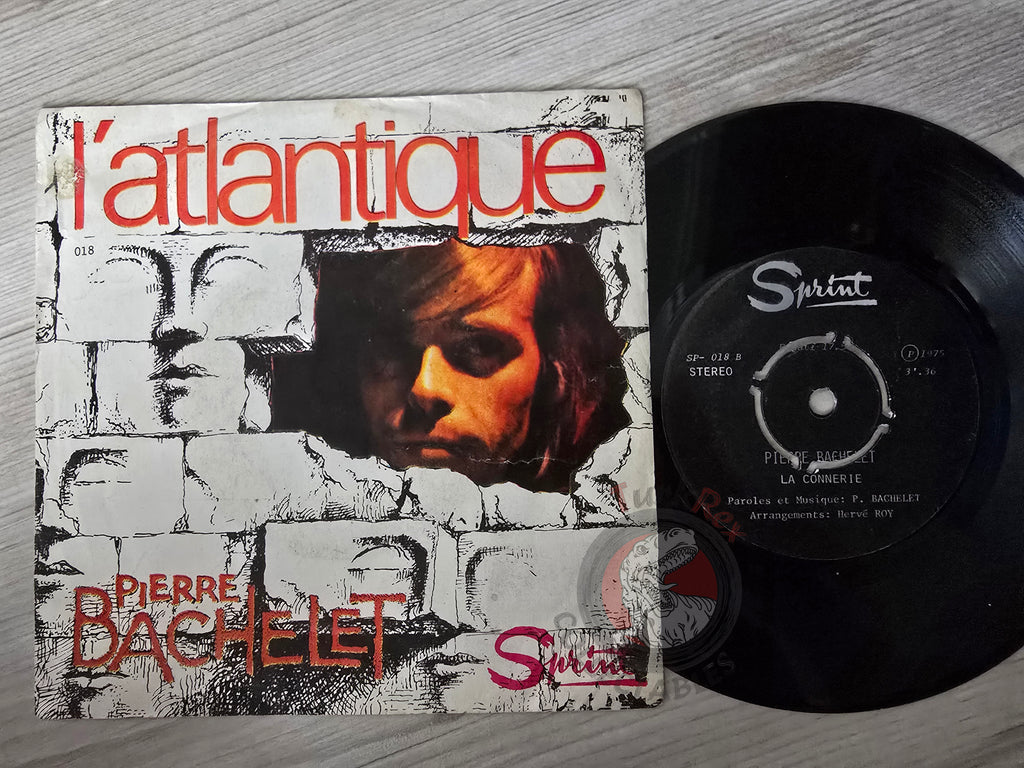 l'atlantique
018
PiERRE
BACHELET
Sprint
Sprint
SP- 018 B
STEREO
Ⓟ 1975
3'.36
PIERRE BACHELET
LA CONNERIE
Paroles et Musique: P. BACHELET
Arrangements: Hervé ROY
Rex